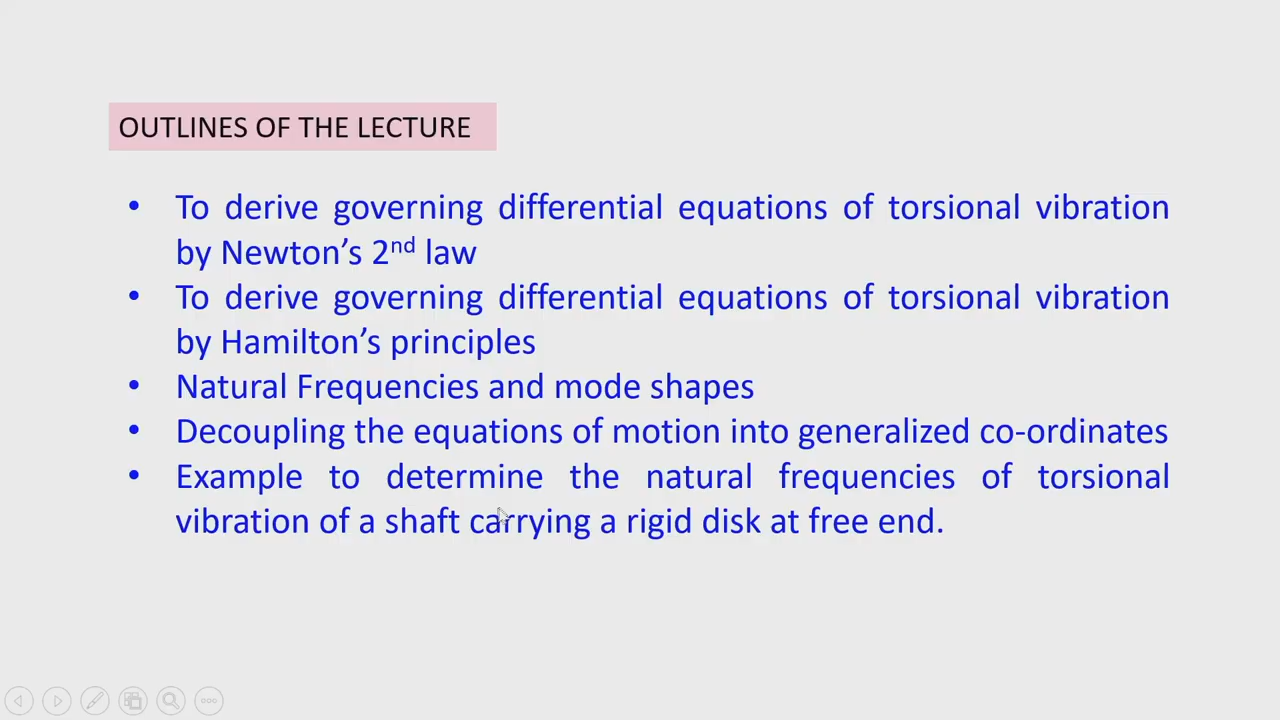 OUTLINES OF THE LECTURE
• To derive governing differential equations of torsional vibration
by Newton’s 2nd law
• To derive governing differential equations of torsional vibration
by Hamilton’s principles
• Natural Frequencies and mode shapes
• Decoupling the equations of motion into generalized co-ordinates
• Example to determine the natural frequencies of torsional
vibration of a shaft carrying a rigid disk at free end.